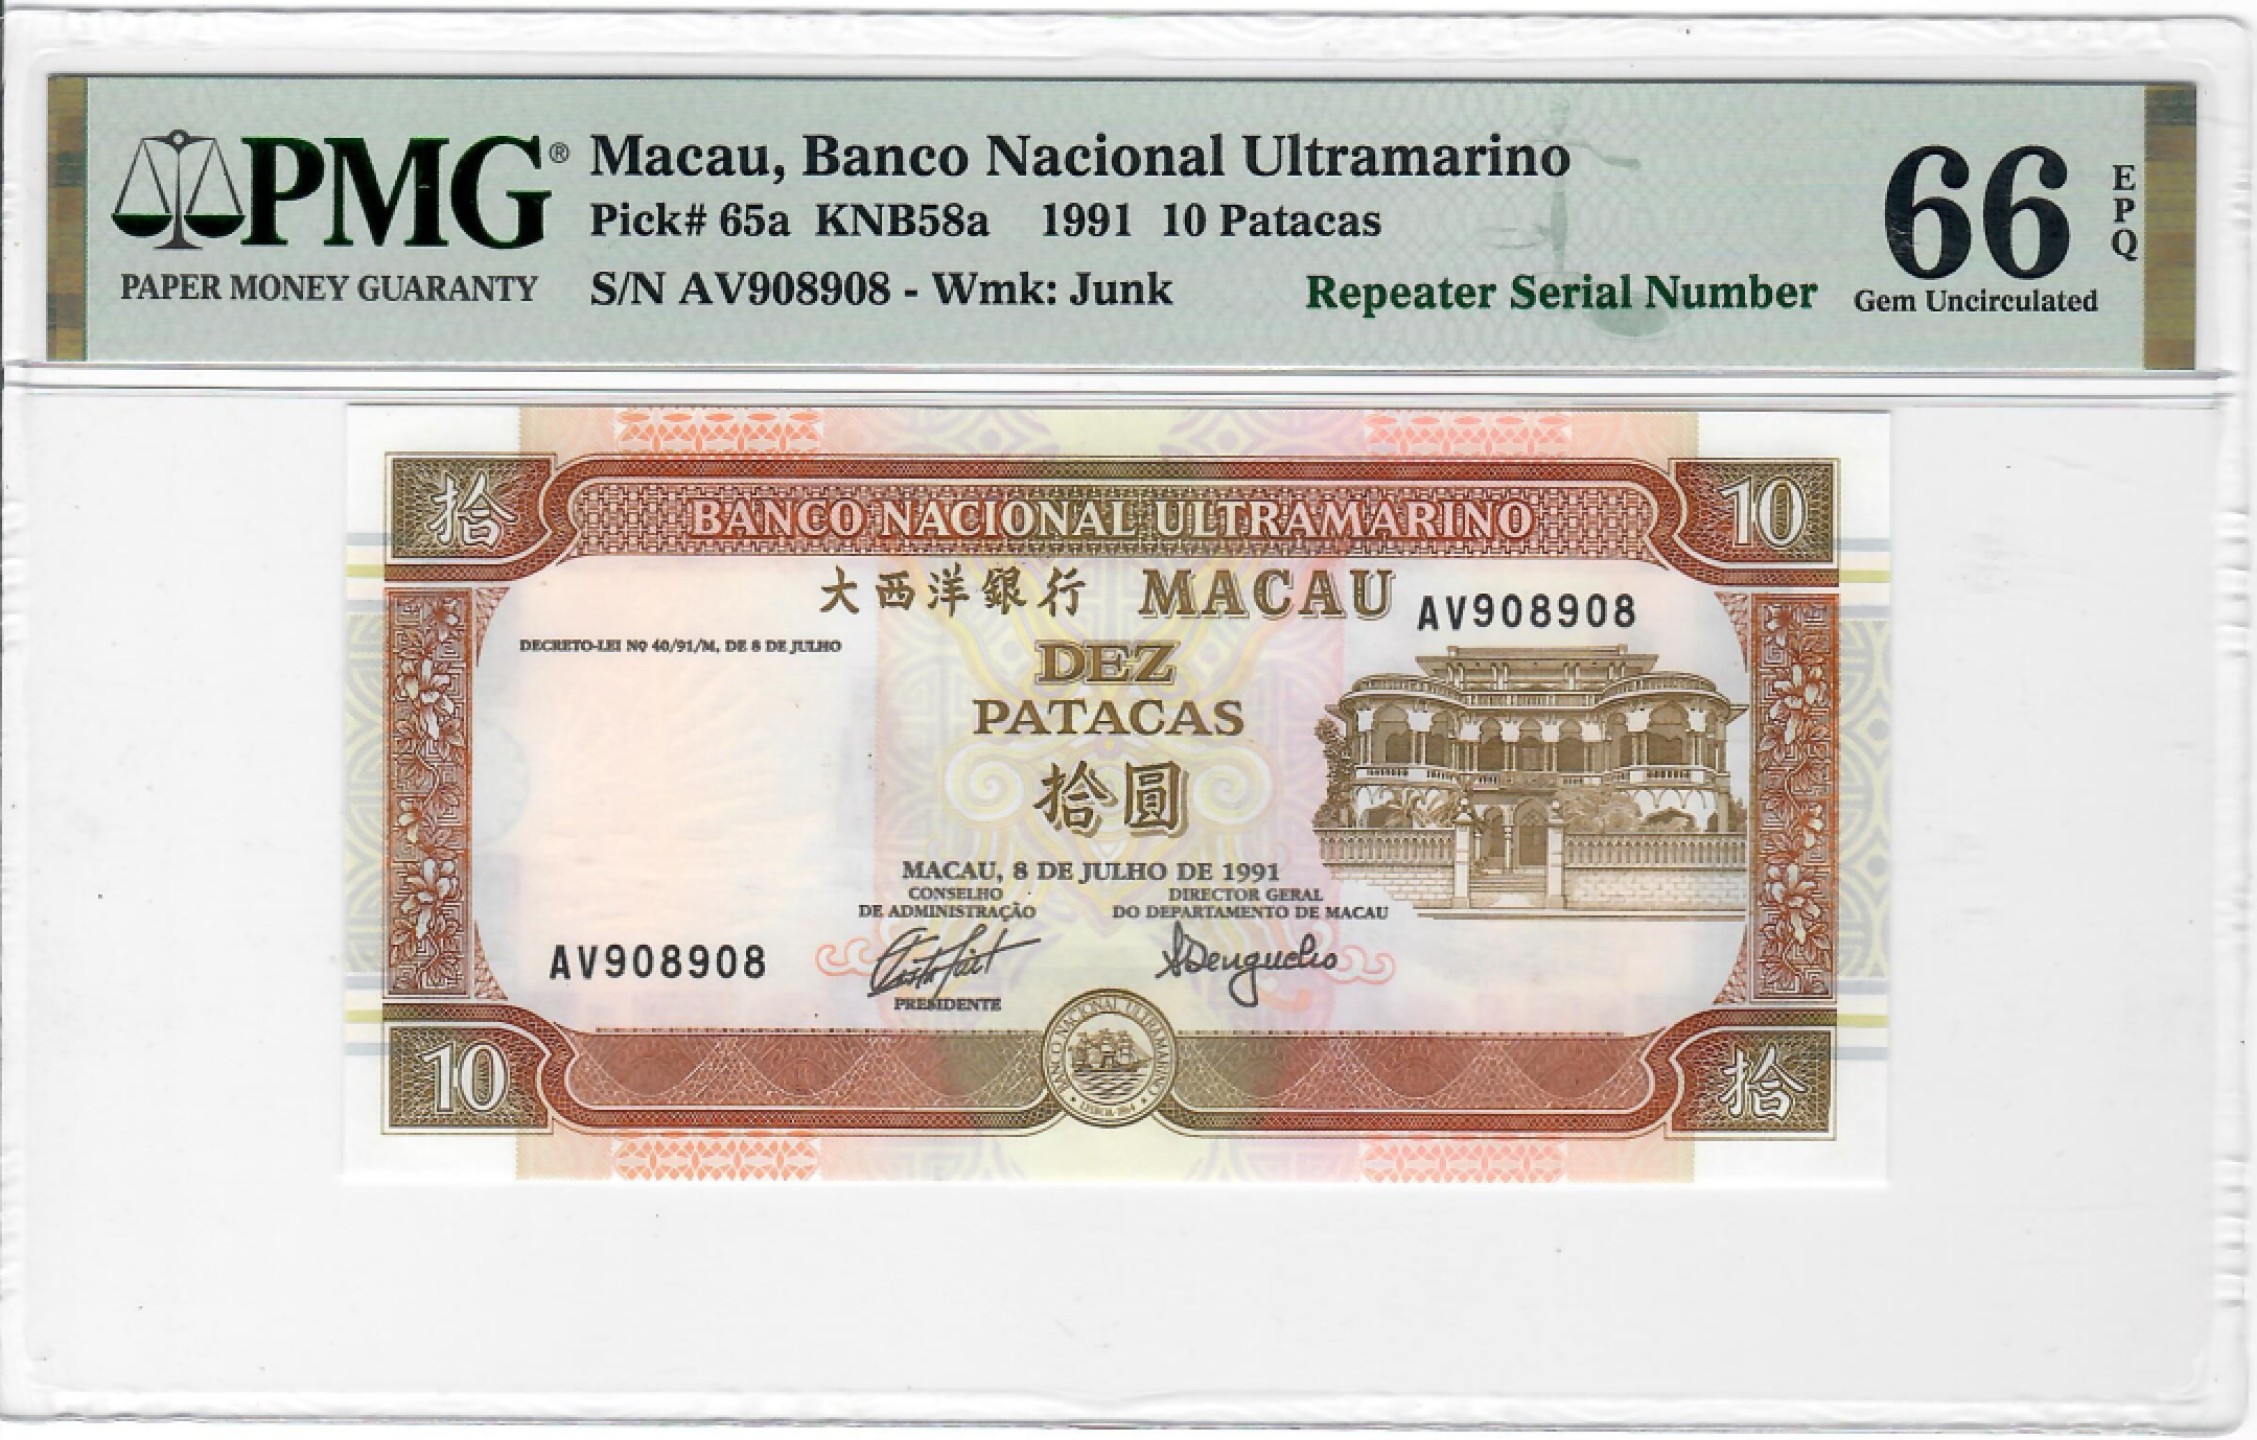 PMG®
PAPER MONEY GUARANTY
Macau, Banco Nacional Ultramarino
Pick# 65a KNB58a 1991 10 Patacas
S/N AV908908 - Wmk: Junk
Repeater Serial Number
66
EPQ
Gem Uncirculated
拾
BANCO NACIONAL ULTRAMARINO
10
大西洋銀行 MACAU
AV908908
DECRETO-LEI Nº 40/91/M, DE 8 DE JULHO
DEZ
PATACAS
拾圓
MACAU, 8 DE JULHO DE 1991
CONSELHO
DE ADMINISTRAÇÃO
DIRECTOR GERAL
DO DEPARTAMENTO DE MACAU
AV908908
PRESIDENTE
BANCO NACIONAL ULTRAMARINO
10
拾